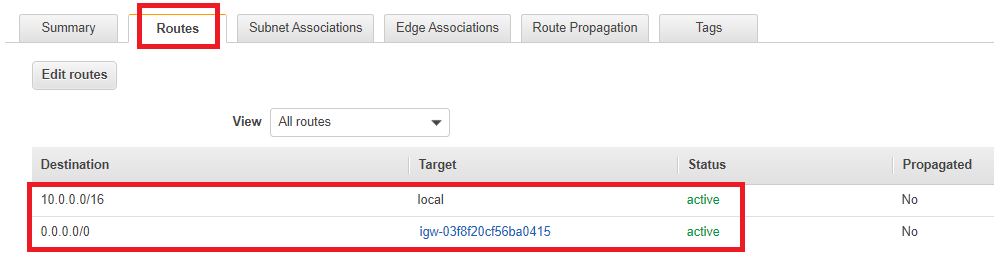 Summary Routes Subnet Associations Edge Associations Route Propagation Tags
Edit routes
View All routes
Destination Target Status Propagated
10.0.0.0/16 local active No
0.0.0.0/0 igw-03f8f20cf56ba0415 active No